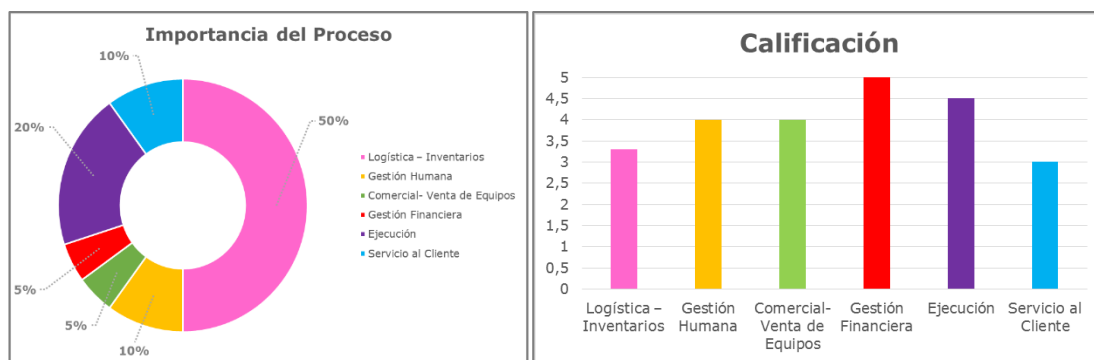 Importancia del Proceso
10%
50%
20%
5%
5%
10%
Logística – Inventarios
Gestión Humana
Comercial- Venta de Equipos
Gestión Financiera
Ejecución
Servicio al Cliente
Calificación
5
4,5
4
3,5
3
2,5
2
1,5
1
0,5
0
Logística –
Inventarios
Gestión
Humana
Comercial-
Venta de
Equipos
Gestión
Financiera
Ejecución
Servicio al
Cliente